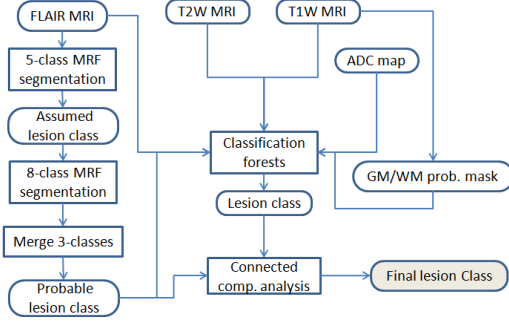 FLAIR MRI
T2W MRI
T1W MRI
5-class MRF
segmentation
ADC map
Assumed
lesion class
Classification
forests
8-class MRF
segmentation
GM/WM prob. mask
Lesion class
Merge 3-classes
Probable
lesion class
Connected
comp. analysis
Final lesion Class